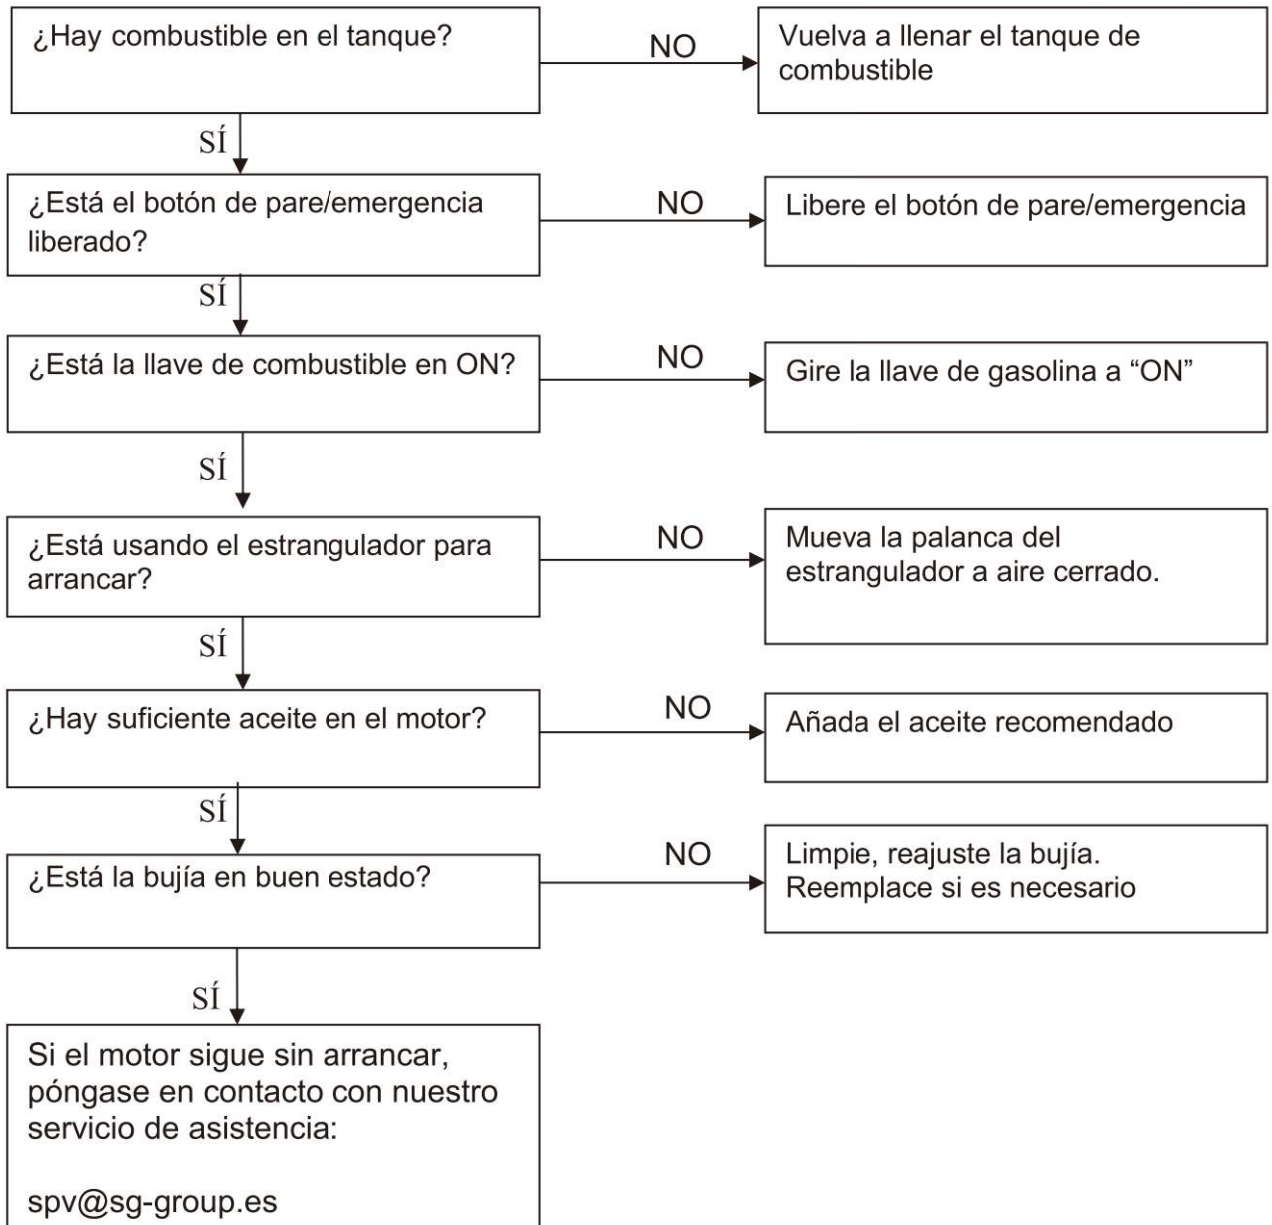 ¿Hay combustible en el tanque?
NO
Vuelva a llenar el tanque de
combustible
SÍ
¿Está el botón de pare/emergencia
liberado?
NO
Libere el botón de pare/emergencia
SÍ
¿Está la llave de combustible en ON?
NO
Gire la llave de gasolina a “ON”
SÍ
¿Está usando el estrangulador para
arrancar?
NO
Mueva la palanca del
estrangulador a aire cerrado.
SÍ
¿Hay suficiente aceite en el motor?
NO
Añada el aceite recomendado
SÍ
¿Está la bujía en buen estado?
NO
Limpie, reajuste la bujía.
Reemplace si es necesario
SÍ
Si el motor sigue sin arrancar,
póngase en contacto con nuestro
servicio de asistencia:
spv@sg-group.es